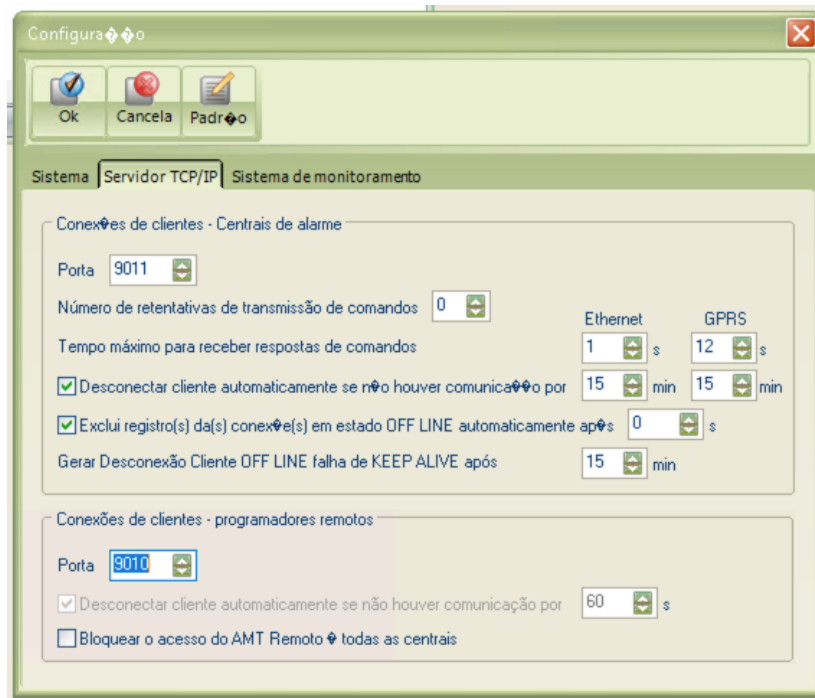 Configura��o
Ok Cancela Padr�o
Sistema Servidor TCP/IP Sistema de monitoramento
Conex�es de clientes - Centrais de alarme
Porta 9011
Número de retentativas de transmissão de comandos 0
Ethernet GPRS
Tempo máximo para receber respostas de comandos 1 s 12 s
Desconectar cliente automaticamente se n�o houver comunica��o por 15 min 15 min
Exclui registro(s) da(s) conex�e(s) em estado OFF LINE automaticamente ap�s 0 s
Gerar Desconexão Cliente OFF LINE falha de KEEP ALIVE após 15 min
Conexões de clientes - programadores remotos
Porta 9010
Desconectar cliente automaticamente se não houver comunicação por 60 s
Bloquear o acesso do AMT Remoto � todas as centrais